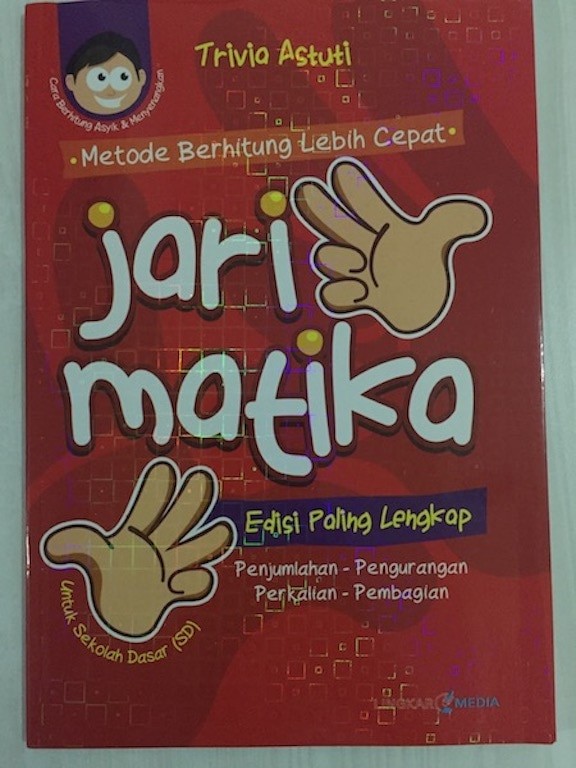 Trivia Astuti
Cara Berhitung Asyik & Menyenangkan
• Metode Berhitung Lebih Cepat •
jari
matika
Edisi Paling Lengkap
Penjumlahan - Pengurangan
Perkalian - Pembagian
Untuk Sekolah Dasar (SD)
LINGKAR MEDIA